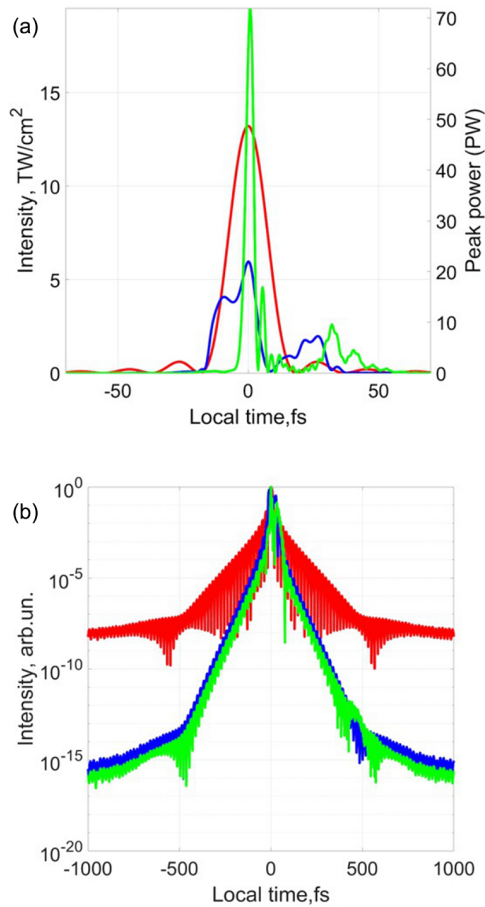 (a)
Intensity, TW/cm²
15
10
5
0
70
60
50
40
30
20
10
0
Peak power (PW)
-50 0 50
Local time,fs
(b)
Intensity, arb.un.
10⁰
10⁻⁵
10⁻¹⁰
10⁻¹⁵
10⁻²⁰
-1000 -500 0 500 1000
Local time,fs